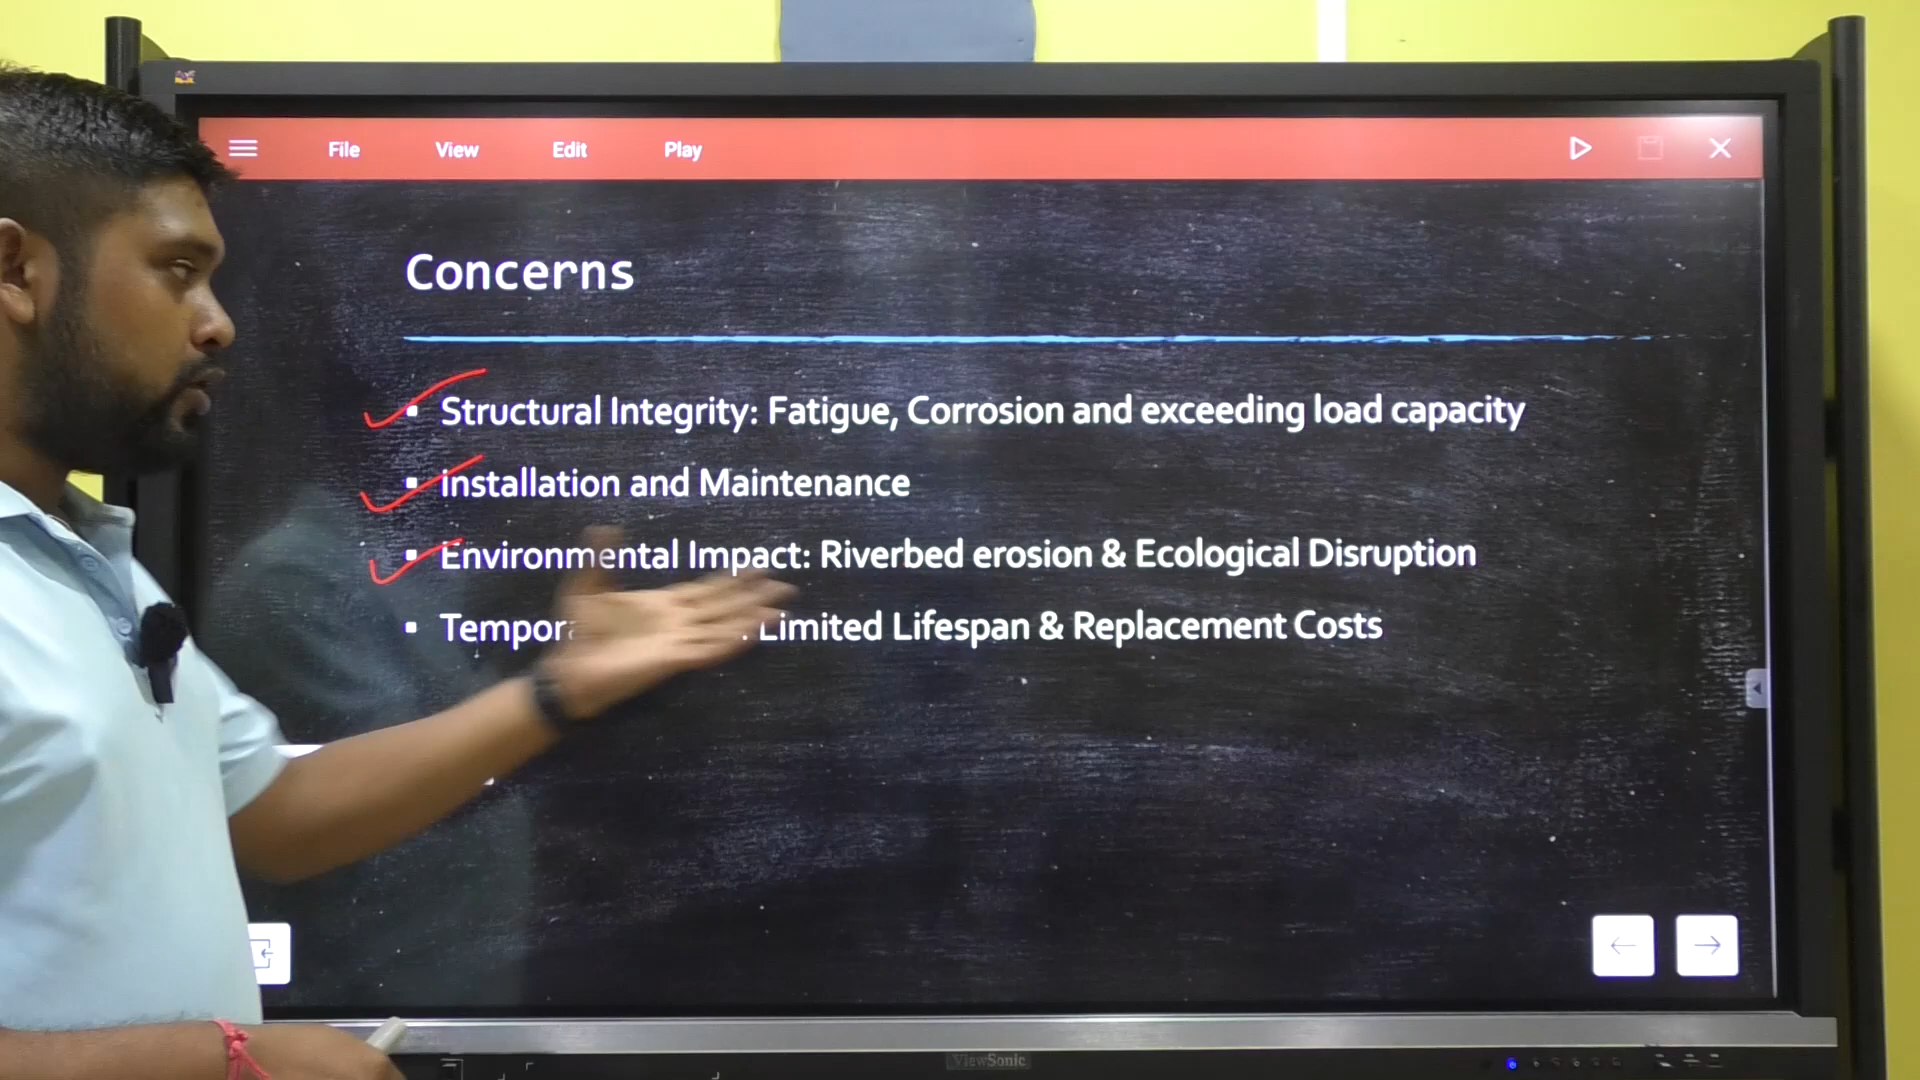 File View Edit Play
Concerns
▪ Structural Integrity: Fatigue, Corrosion and exceeding load capacity
▪ installation and Maintenance
▪ Environmental Impact: Riverbed erosion & Ecological Disruption
▪ Limited Lifespan & Replacement Costs
ViewSonic